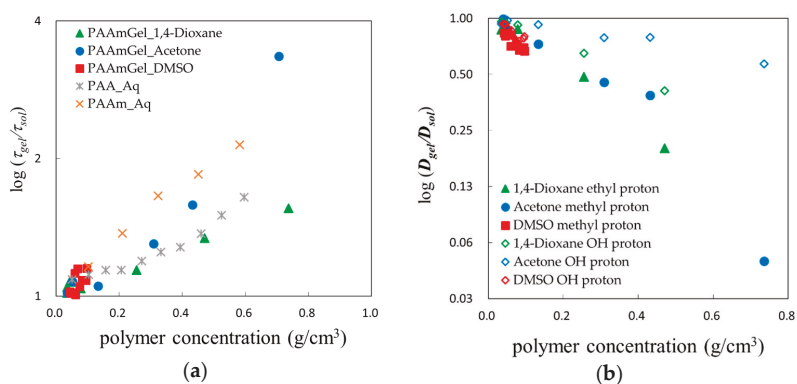 4
2
1
log (τgel/τsol)
PAAmGel_1,4-Dioxane
PAAmGel_Acetone
PAAmGel_DMSO
PAA_Aq
PAAm_Aq
0.0 0.2 0.4 0.6 0.8 1.0
polymer concentration (g/cm³)
(a)
1.00
0.50
0.25
0.13
0.06
0.03
log (Dgel/Dsol)
1,4-Dioxane ethyl proton
Acetone methyl proton
DMSO methyl proton
1,4-Dioxane OH proton
Acetone OH proton
DMSO OH proton
0.0 0.2 0.4 0.6 0.8
polymer concentration (g/cm³)
(b)